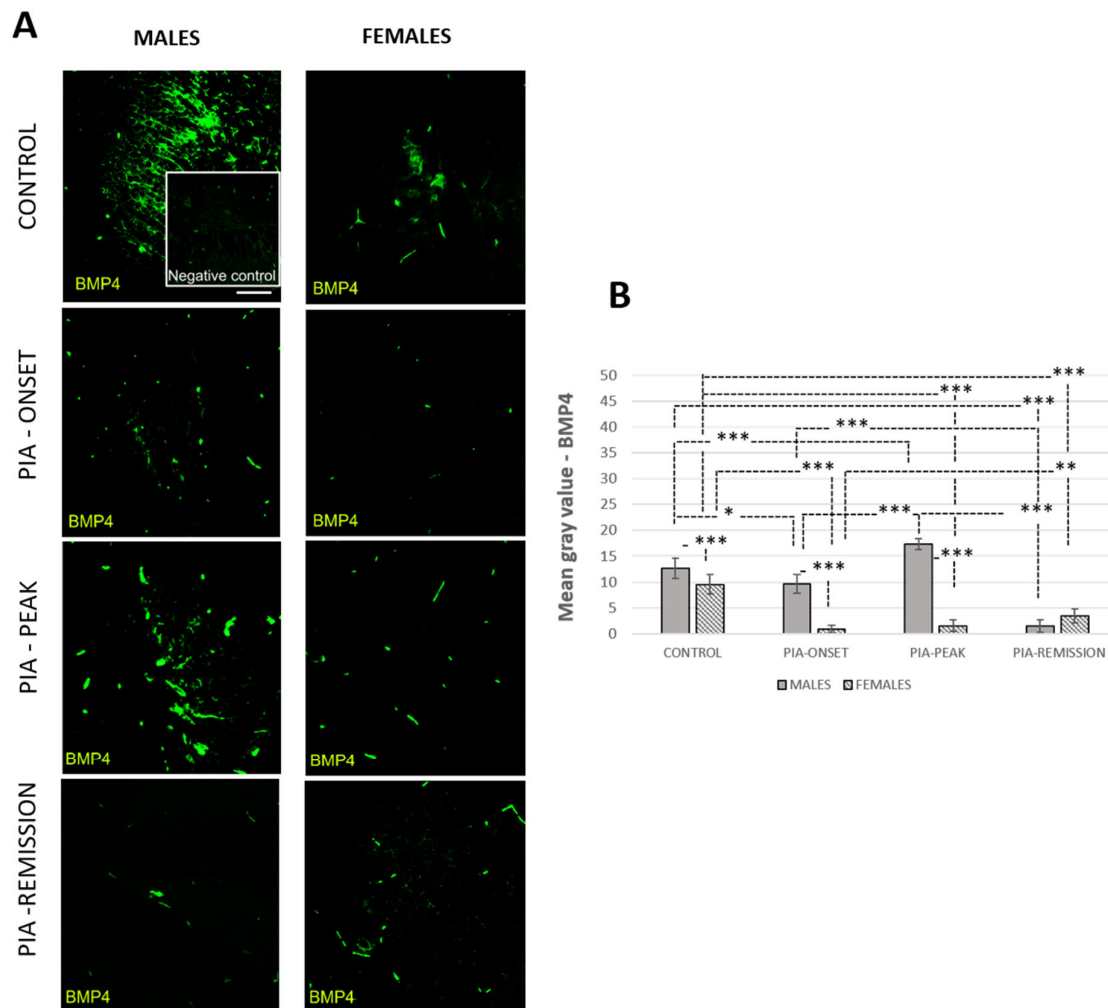 A
MALES FEMALES
CONTROL
BMP4
Negative control
BMP4
PIA - ONSET
BMP4
BMP4
PIA - PEAK
BMP4
BMP4
PIA -REMISSION
BMP4
BMP4
B
Mean gray value - BMP4
50
45
40
35
30
25
20
15
10
5
0
***
***
***
***
***
***
**
*
***
***
***
***
***
CONTROL PIA-ONSET PIA-PEAK PIA-REMISSION
MALES FEMALES